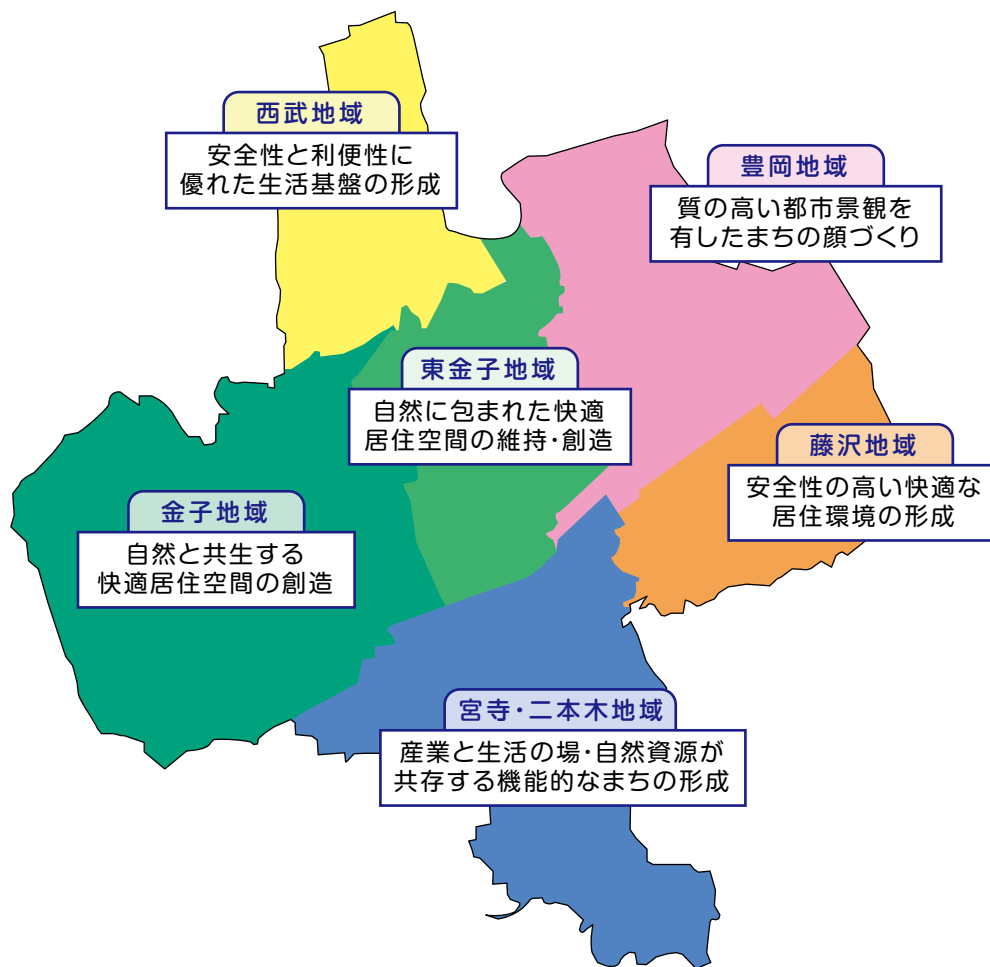 西武地域
安全性と利便性に
優れた生活基盤の形成
豊岡地域
質の高い都市景観を
有したまちの顔づくり
東金子地域
自然に包まれた快適
居住空間の維持・創造
藤沢地域
安全性の高い快適な
居住環境の形成
金子地域
自然と共生する
快適居住空間の創造
宮寺・二本木地域
産業と生活の場・自然資源が
共存する機能的なまちの形成